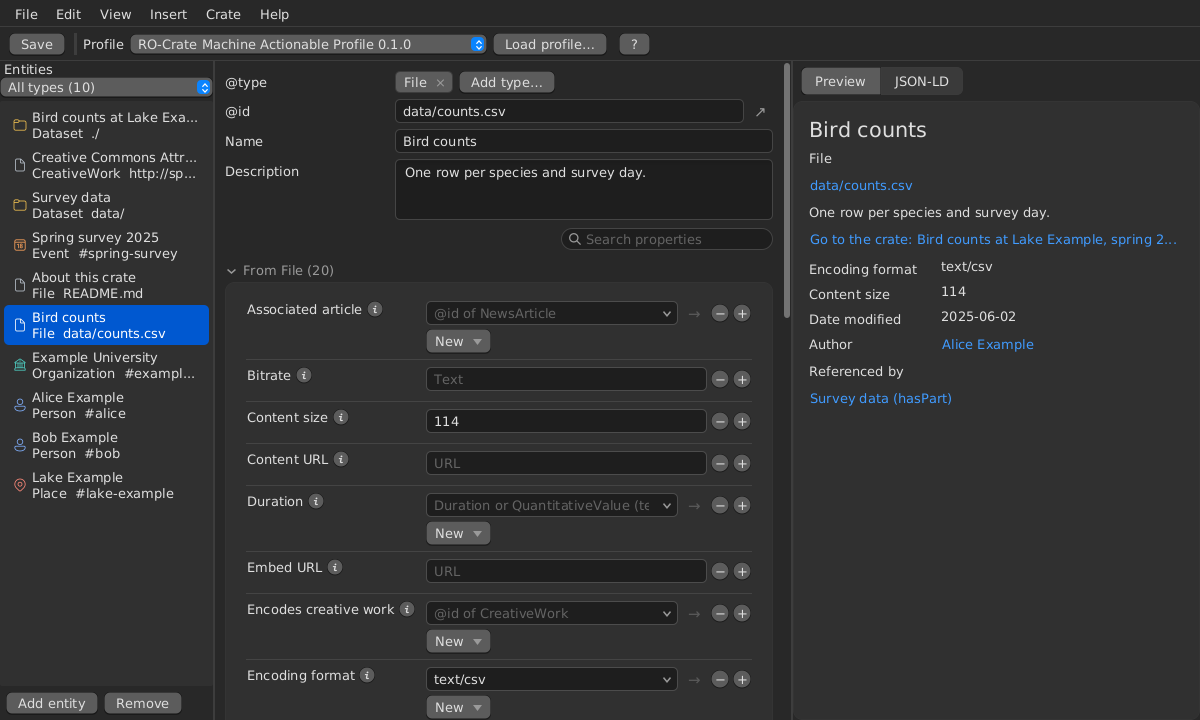 File Edit View Insert Crate Help
Save Profile RO-Crate Machine Actionable Profile 0.1.0 Load profile... ?
Entities
All types (10)
Bird counts at Lake Exa...
Dataset ./
Creative Commons Attr...
CreativeWork http://sp...
Survey data
Dataset data/
Spring survey 2025
Event #spring-survey
About this crate
File README.md
Bird counts
File data/counts.csv
Example University
Organization #exampl...
Alice Example
Person #alice
Bob Example
Person #bob
Lake Example
Place #lake-example
Add entity Remove
@type File × Add type...
@id data/counts.csv ↗
Name Bird counts
Description One row per species and survey day.
Search properties
From File (20)
Associated article i @id of NewsArticle → − +
New
Bitrate i Text − +
Content size i 114 − +
Content URL i URL − +
Duration i Duration or QuantitativeValue (te → − +
New
Embed URL i URL − +
Encodes creative work i @id of CreativeWork → − +
New
Encoding format i text/csv → − +
New
Preview JSON-LD
Bird counts
File
data/counts.csv
One row per species and survey day.
Go to the crate: Bird counts at Lake Example, spring 2...
Encoding format text/csv
Content size 114
Date modified 2025-06-02
Author Alice Example
Referenced by
Survey data (hasPart)